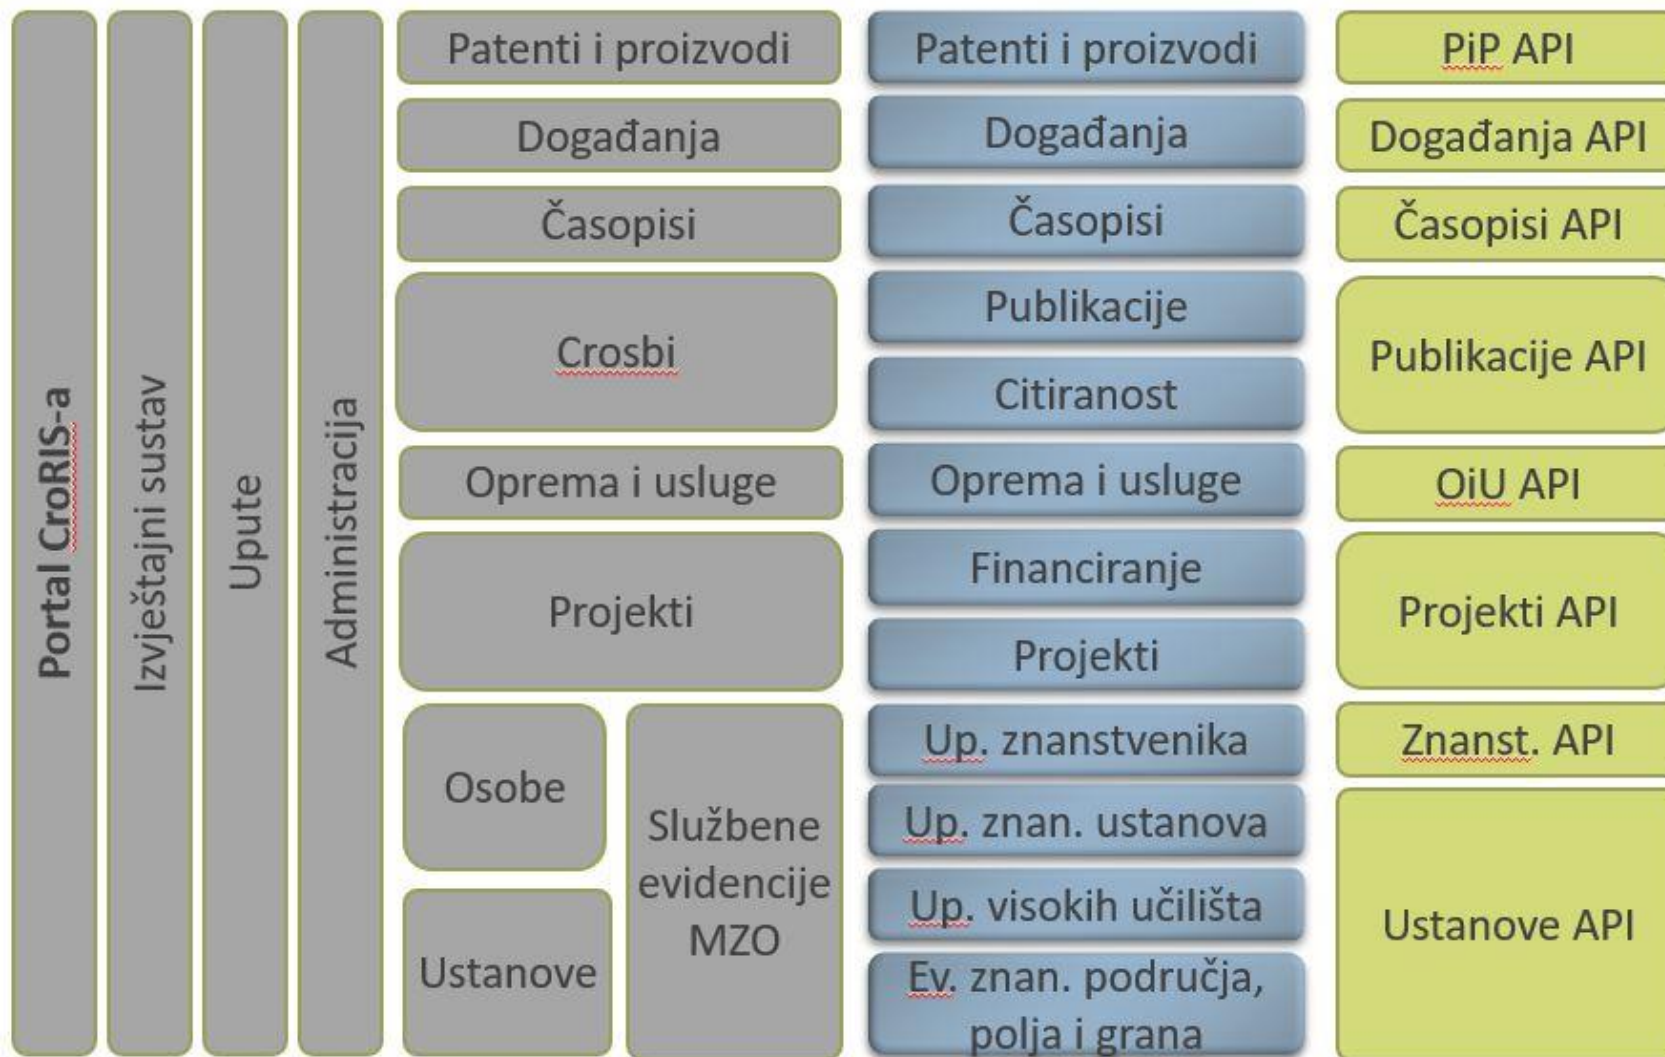 Portal CroRIS-a
Izvještajni sustav
Upute
Administracija
Patenti i proizvodi
Događanja
Časopisi
Crosbi
Oprema i usluge
Projekti
Osobe
Ustanove
Službene
evidencije
MZO
Patenti i proizvodi
Događanja
Časopisi
Publikacije
Citiranost
Oprema i usluge
Financiranje
Projekti
Up. znanstvenika
Up. znan. ustanova
Up. visokih učilišta
Ev. znan. područja,
polja i grana
PiP API
Događanja API
Časopisi API
Publikacije API
OiU API
Projekti API
Znanst. API
Ustanove API